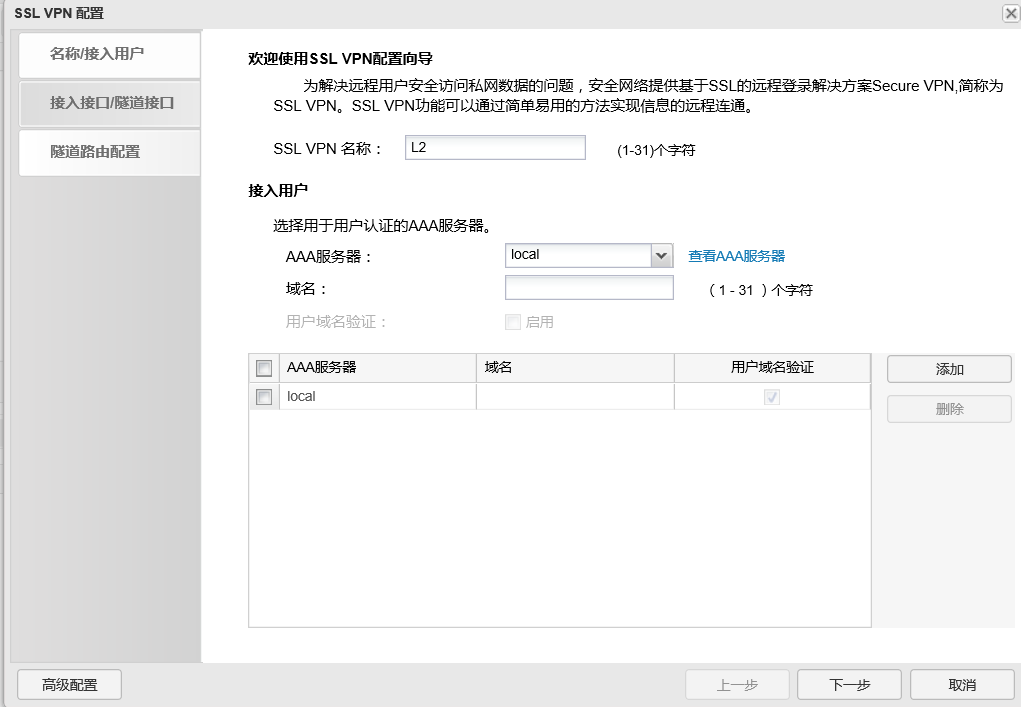 SSL VPN 配置
名称/接入用户
接入接口/隧道接口
隧道路由配置
欢迎使用SSL VPN配置向导
为解决远程用户安全访问私网数据的问题，安全网络提供基于SSL的远程登录解决方案Secure VPN,简称为
SSL VPN。SSL VPN功能可以通过简单易用的方法实现信息的远程连通。
SSL VPN 名称： L2 (1-31)个字符
接入用户
选择用于用户认证的AAA服务器。
AAA服务器： local 查看AAA服务器
域名： （ 1 - 31 ）个字符
用户域名验证： 启用
AAA服务器 域名 用户域名验证 添加
local 删除
高级配置 上一步 下一步 取消